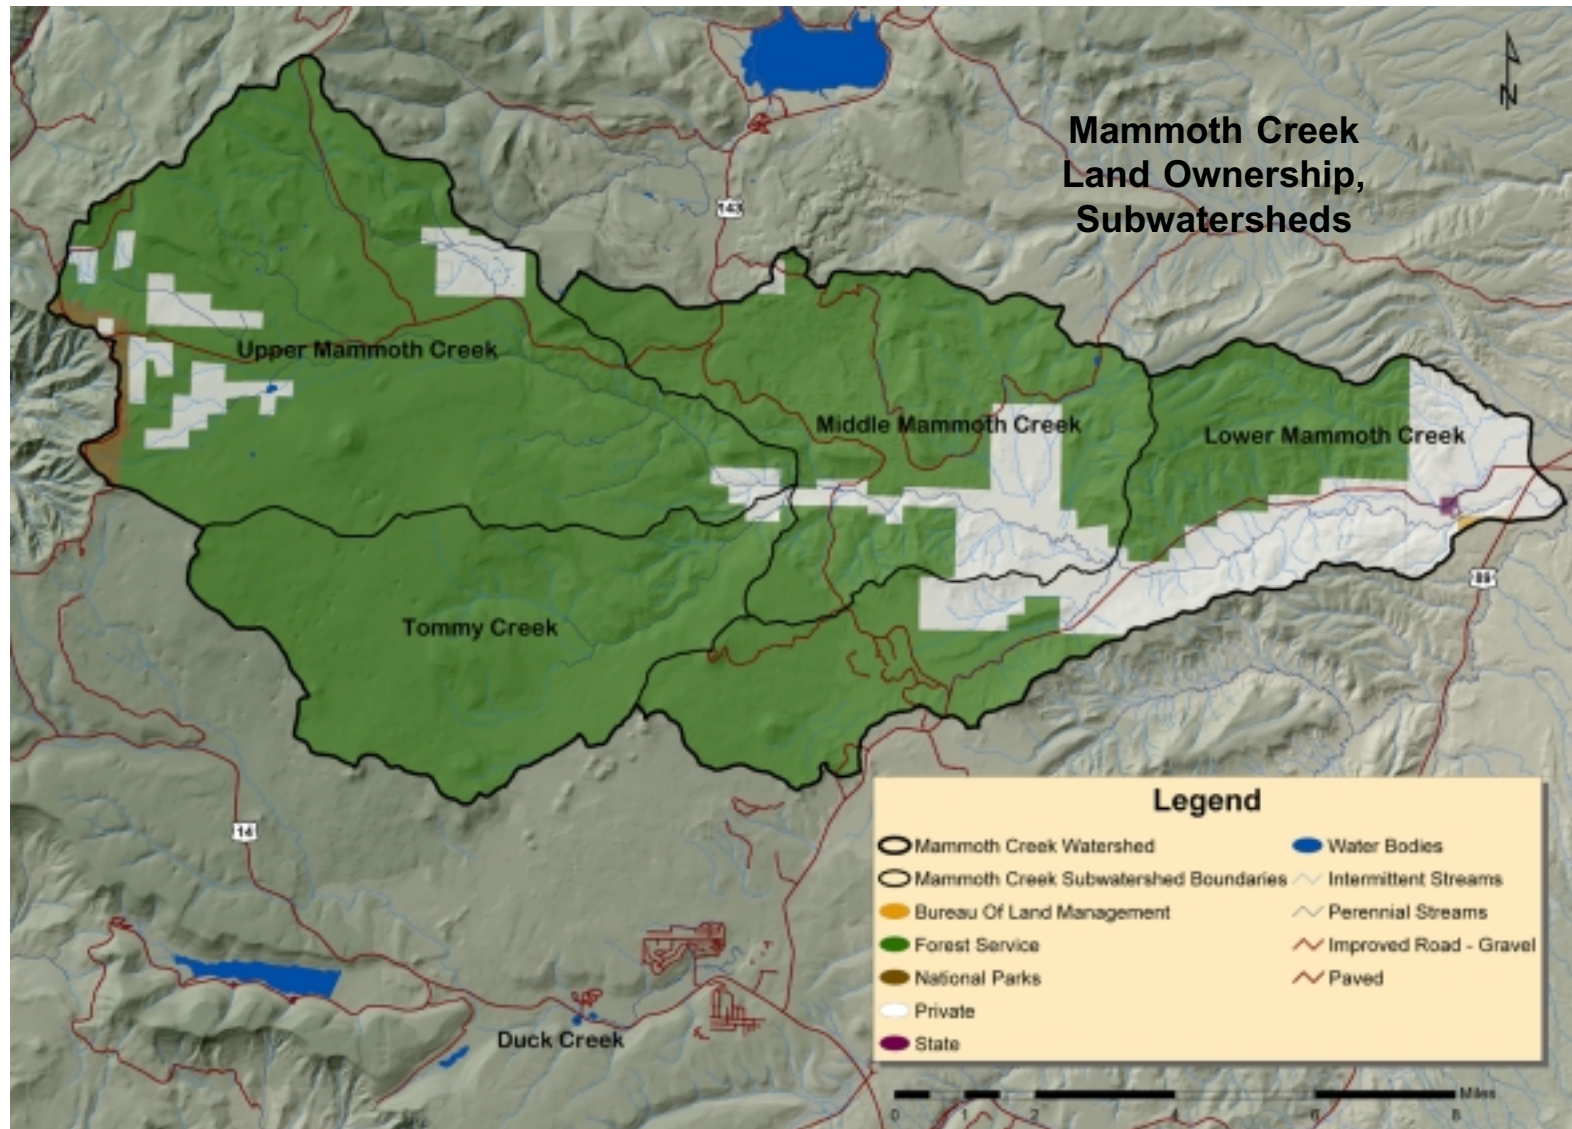 N
Mammoth Creek
Land Ownership,
Subwatersheds
143
Upper Mammoth Creek
Middle Mammoth Creek
Lower Mammoth Creek
Tommy Creek
89
14
Duck Creek
Legend
Mammoth Creek Watershed
Mammoth Creek Subwatershed Boundaries
Bureau Of Land Management
Forest Service
National Parks
Private
State
Water Bodies
Intermittent Streams
Perennial Streams
Improved Road - Gravel
Paved
Miles
0 1 2 4 6 8